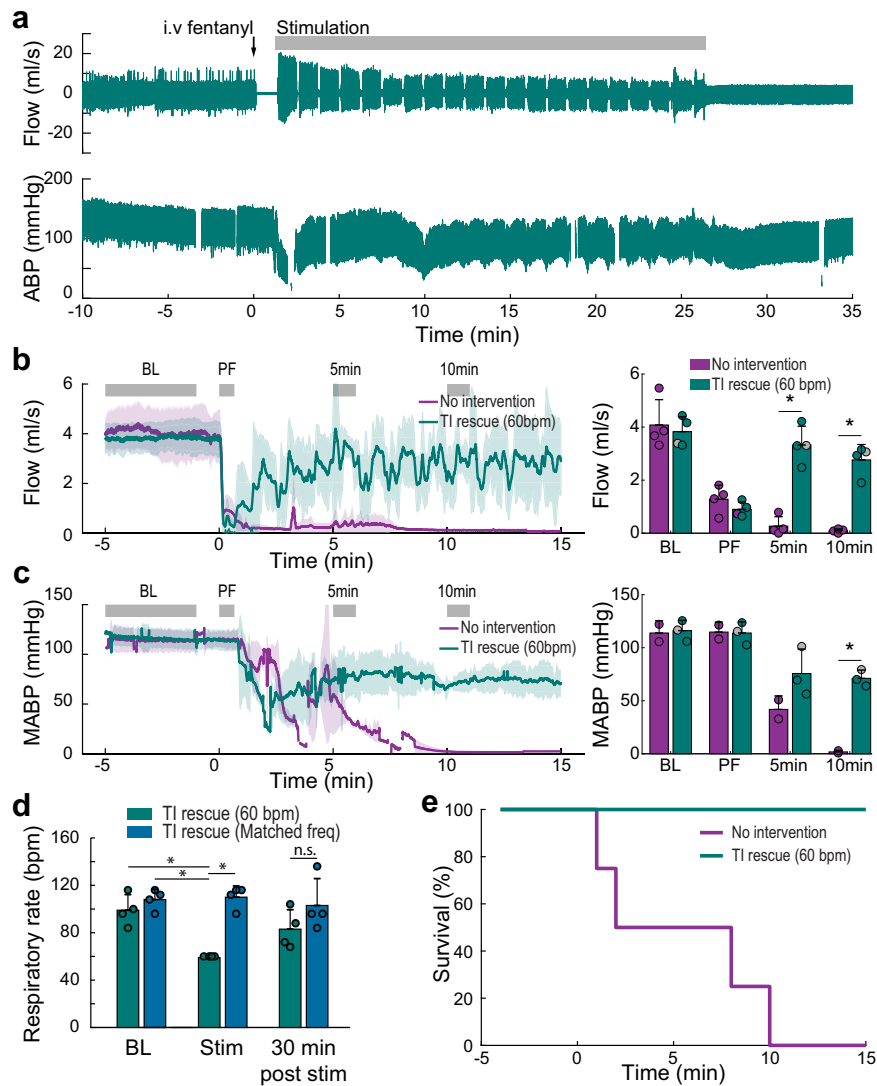 a
i.v fentanyl
Stimulation
20
0
-20
Flow (ml/s)
200
100
0
ABP (mmHg)
-10 -5 0 5 10 15 20 25 30 35
Time (min)
b
BL PF 5min 10min
No intervention
TI rescue (60bpm)
6
4
2
0
Flow (ml/s)
-5 0 5 10 15
Time (min)
No intervention
TI rescue (60 bpm)
*
*
6
4
2
0
Flow (ml/s)
BL PF 5min 10min
c
BL PF 5min 10min
No intervention
TI rescue (60bpm)
150
100
50
0
MABP (mmHg)
-5 0 5 10 15
Time (min)
*
150
100
50
0
MABP (mmHg)
BL PF 5min 10min
d
TI rescue (60 bpm)
TI rescue (Matched freq)
160
120
80
40
0
Respiratory rate (bpm)
*
* *
n.s.
BL Stim 30 min
post stim
e
No intervention
TI rescue (60 bpm)
100
80
60
40
20
0
Survival (%)
-5 0 5 10 15
Time (min)